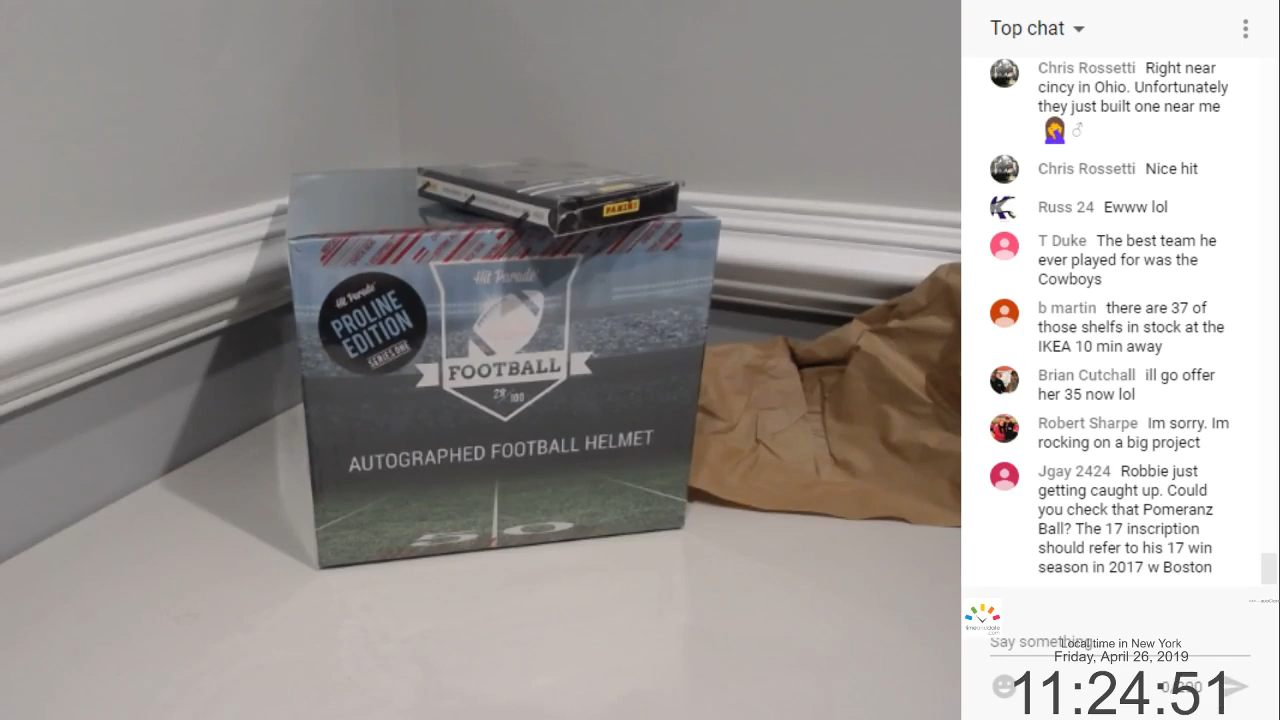 PANINI
Hit Parade
Hit Parade
PROLINE
EDITION
SERIES ONE
FOOTBALL
28/100
AUTOGRAPHED FOOTBALL HELMET
50
Top chat
Chris Rossetti Right near
cincy in Ohio. Unfortunately
they just built one near me
🤦‍♂
Chris Rossetti Nice hit
Russ 24 Ewww lol
T Duke The best team he
ever played for was the
Cowboys
b martin there are 37 of
those shelfs in stock at the
IKEA 10 min away
Brian Cutchall ill go offer
her 35 now lol
Robert Sharpe Im sorry. Im
rocking on a big project
Jgay 2424 Robbie just
getting caught up. Could
you check that Pomeranz
Ball? The 17 inscription
should refer to his 17 win
season in 2017 w Boston
timeanddate
.com
Say something...
Local time in New York
Friday, April 26, 2019
0/200
11:24:51